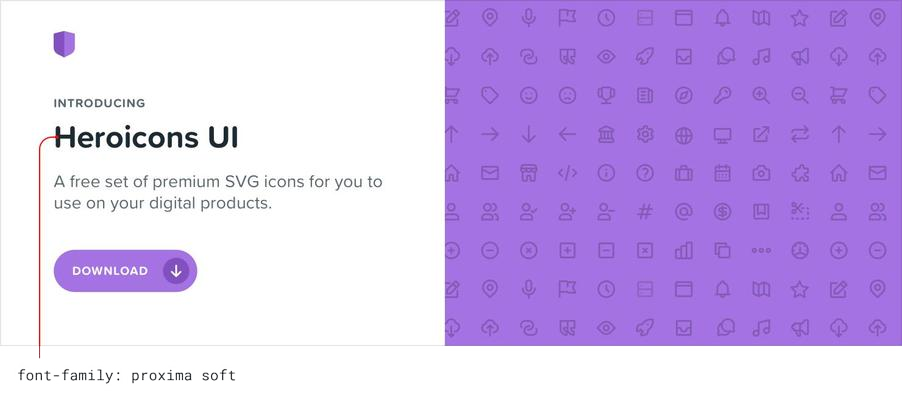 INTRODUCING
Heroicons UI
A free set of premium SVG icons for you to
use on your digital products.
DOWNLOAD
font-family: proxima soft